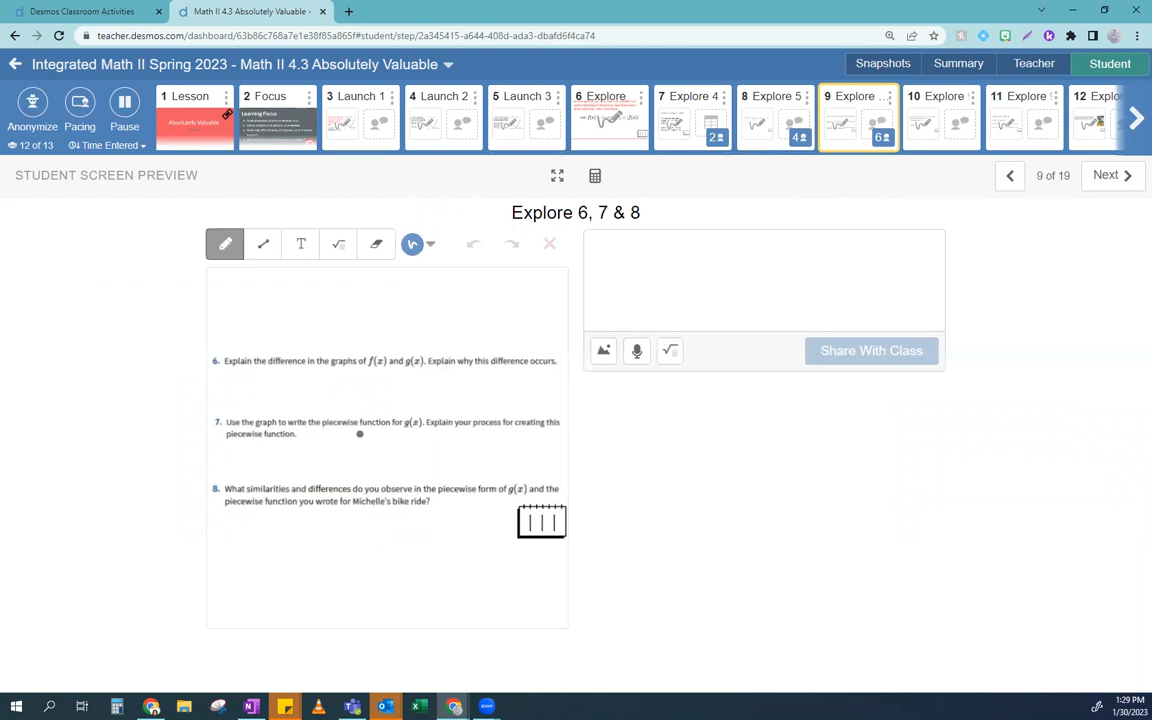 Desmos Classroom Activities
Math II 4.3 Absolutely Valuable -
teacher.desmos.com/dashboard/63b86c768a7e1e38f85a865f#student/step/2a345415-a644-408d-ada3-dbafd6f4ca74
Integrated Math II Spring 2023 - Math II 4.3 Absolutely Valuable
Snapshots
Summary
Teacher
Student
Anonymize
Pacing
Pause
12 of 13
Time Entered
1 Lesson
2 Focus
3 Launch 1
4 Launch 2
5 Launch 3
6 Explore
7 Explore 4
8 Explore 5
9 Explore ...
10 Explore
11 Explore
12 Explo
Absolutely Valuable
Learning Focus
2
4
6
STUDENT SCREEN PREVIEW
9 of 19
Next
Explore 6, 7 & 8
T
6. Explain the difference in the graphs of f(x) and g(x). Explain why this difference occurs.
7. Use the graph to write the piecewise function for g(x). Explain your process for creating this
piecewise function.
8. What similarities and differences do you observe in the piecewise form of g(x) and the
piecewise function you wrote for Michelle's bike ride?
Share With Class
1:29 PM
1/30/2023